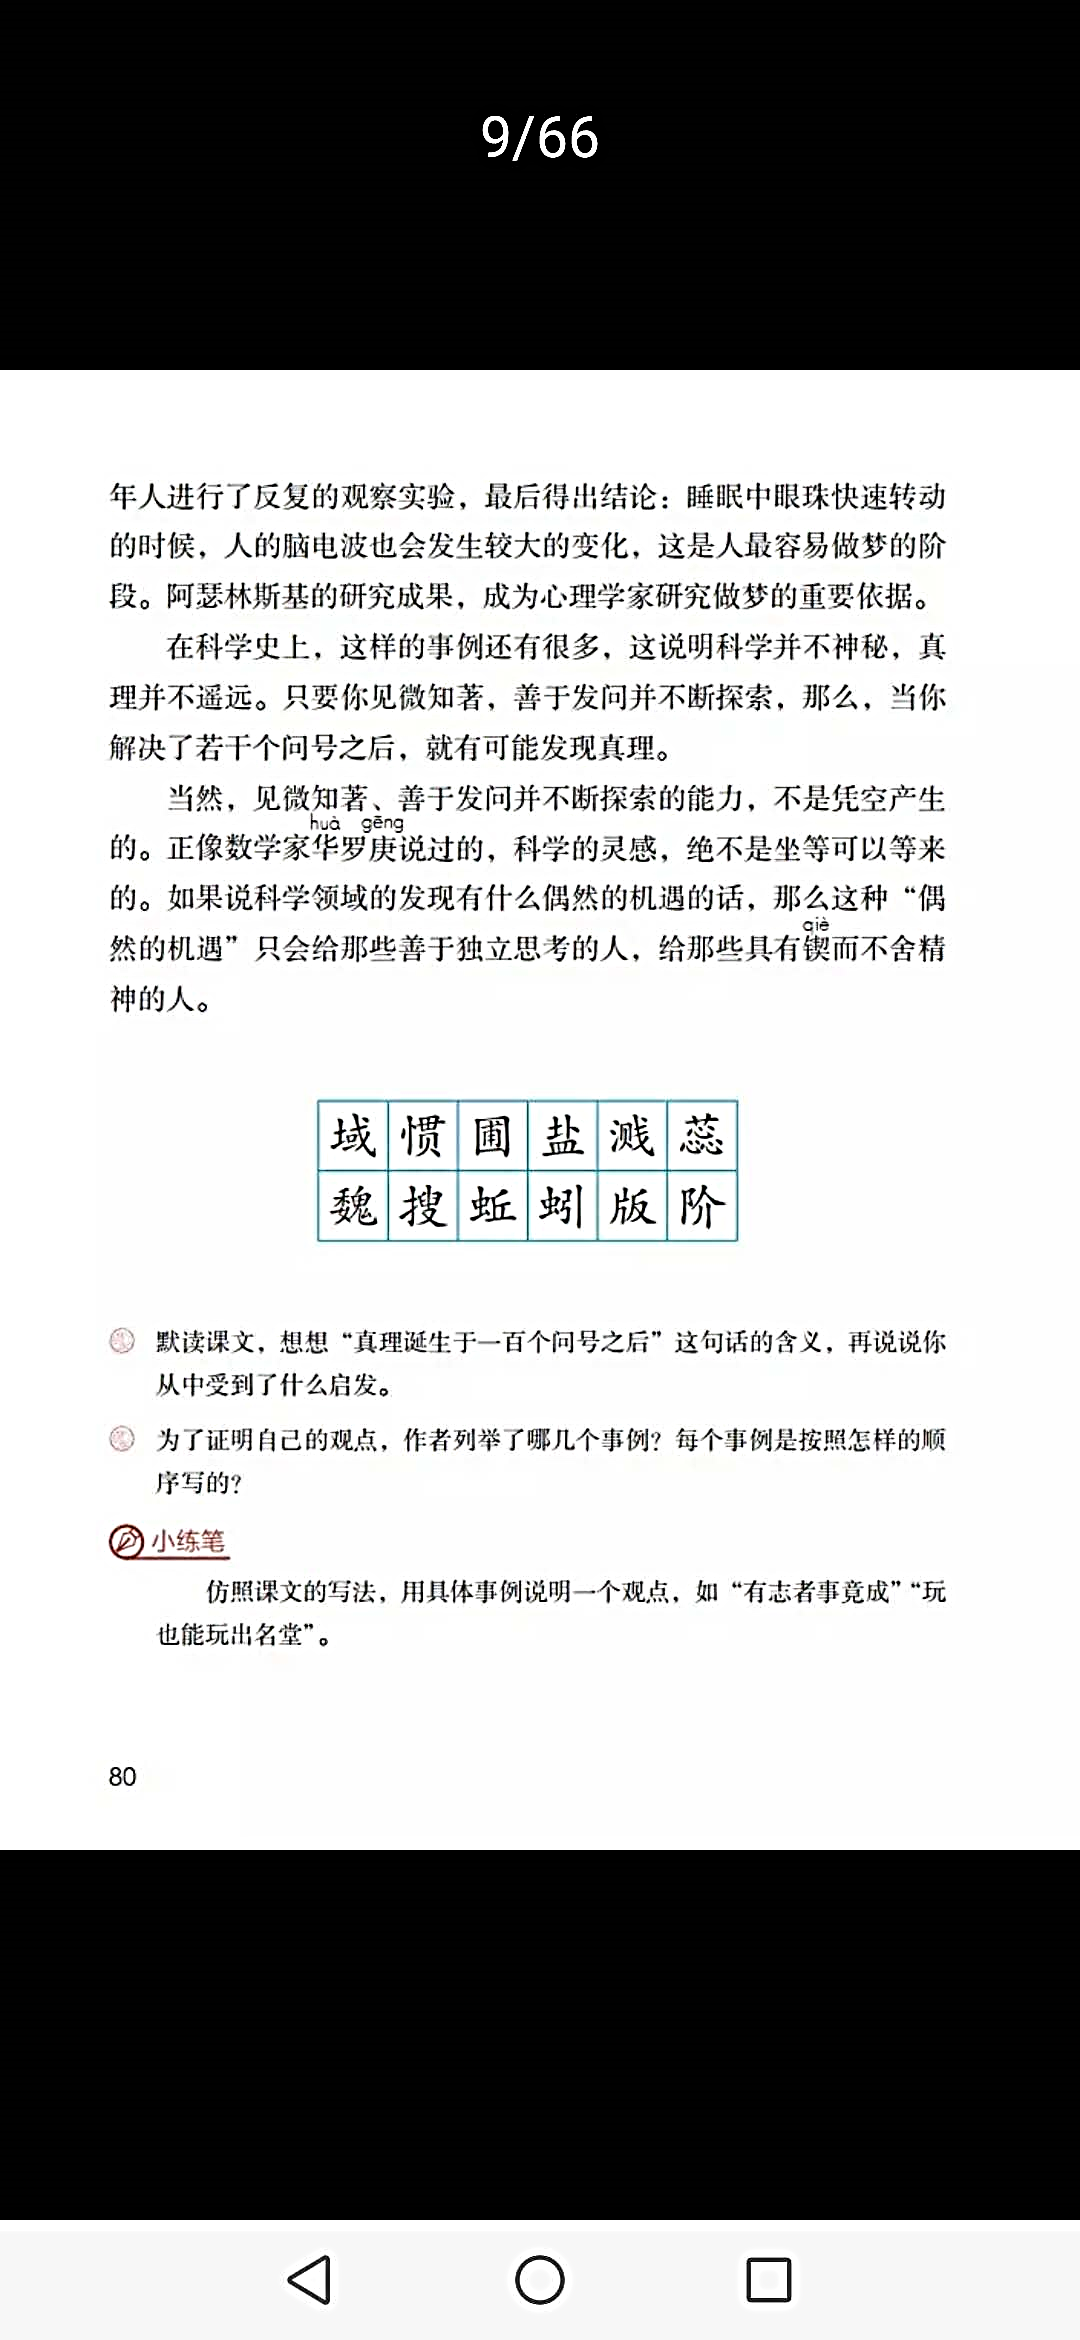 9/66
年人进行了反复的观察实验，最后得出结论：睡眠中眼珠快速转动
的时候，人的脑电波也会发生较大的变化，这是人最容易做梦的阶
段。阿瑟林斯基的研究成果，成为心理学家研究做梦的重要依据。
在科学史上，这样的事例还有很多，这说明科学并不神秘，真
理并不遥远。只要你见微知著，善于发问并不断探索，那么，当你
解决了若干个问号之后，就有可能发现真理。
当然，见微知著、善于发问并不断探索的能力，不是凭空产生
huà gēng
的。正像数学家华罗庚说过的，科学的灵感，绝不是坐等可以等来
的。如果说科学领域的发现有什么偶然的机遇的话，那么这种“偶
qiè
然的机遇”只会给那些善于独立思考的人，给那些具有锲而不舍精
神的人。
域 惯 圃 盐 溅 蕊
魏 搜 蚯 蚓 版 阶
默读课文，想想“真理诞生于一百个问号之后”这句话的含义，再说说你
从中受到了什么启发。
为了证明自己的观点，作者列举了哪几个事例？每个事例是按照怎样的顺
序写的？
小练笔
仿照课文的写法，用具体事例说明一个观点，如“有志者事竟成”“玩
也能玩出名堂”。
80